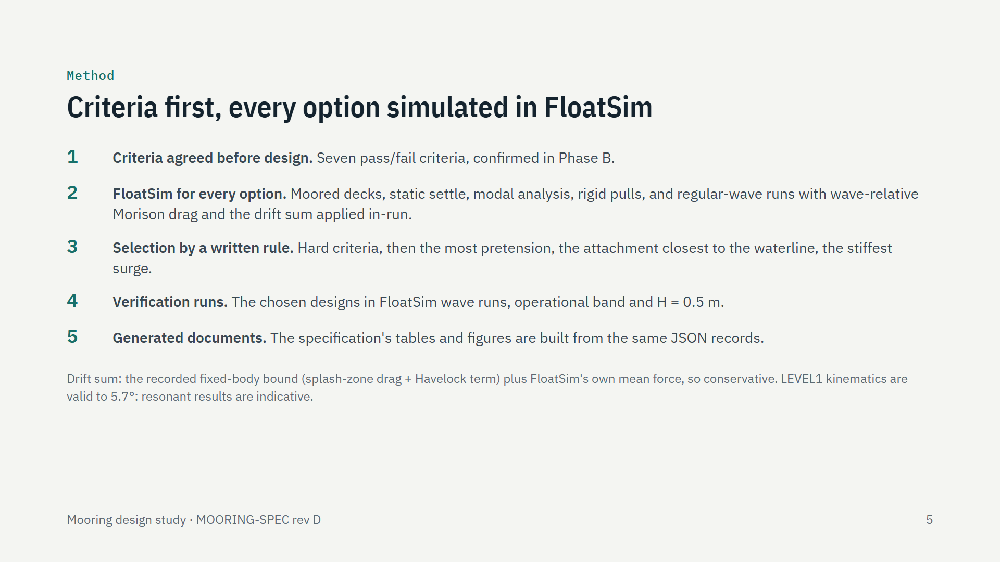 Method
Criteria first, every option simulated in FloatSim
1 Criteria agreed before design. Seven pass/fail criteria, confirmed in Phase B.
2 FloatSim for every option. Moored decks, static settle, modal analysis, rigid pulls, and regular-wave runs with wave-relative
Morison drag and the drift sum applied in-run.
3 Selection by a written rule. Hard criteria, then the most pretension, the attachment closest to the waterline, the stiffest
surge.
4 Verification runs. The chosen designs in FloatSim wave runs, operational band and H = 0.5 m.
5 Generated documents. The specification's tables and figures are built from the same JSON records.
Drift sum: the recorded fixed-body bound (splash-zone drag + Havelock term) plus FloatSim's own mean force, so conservative. LEVEL1 kinematics are
valid to 5.7°: resonant results are indicative.
Mooring design study · MOORING-SPEC rev D
5